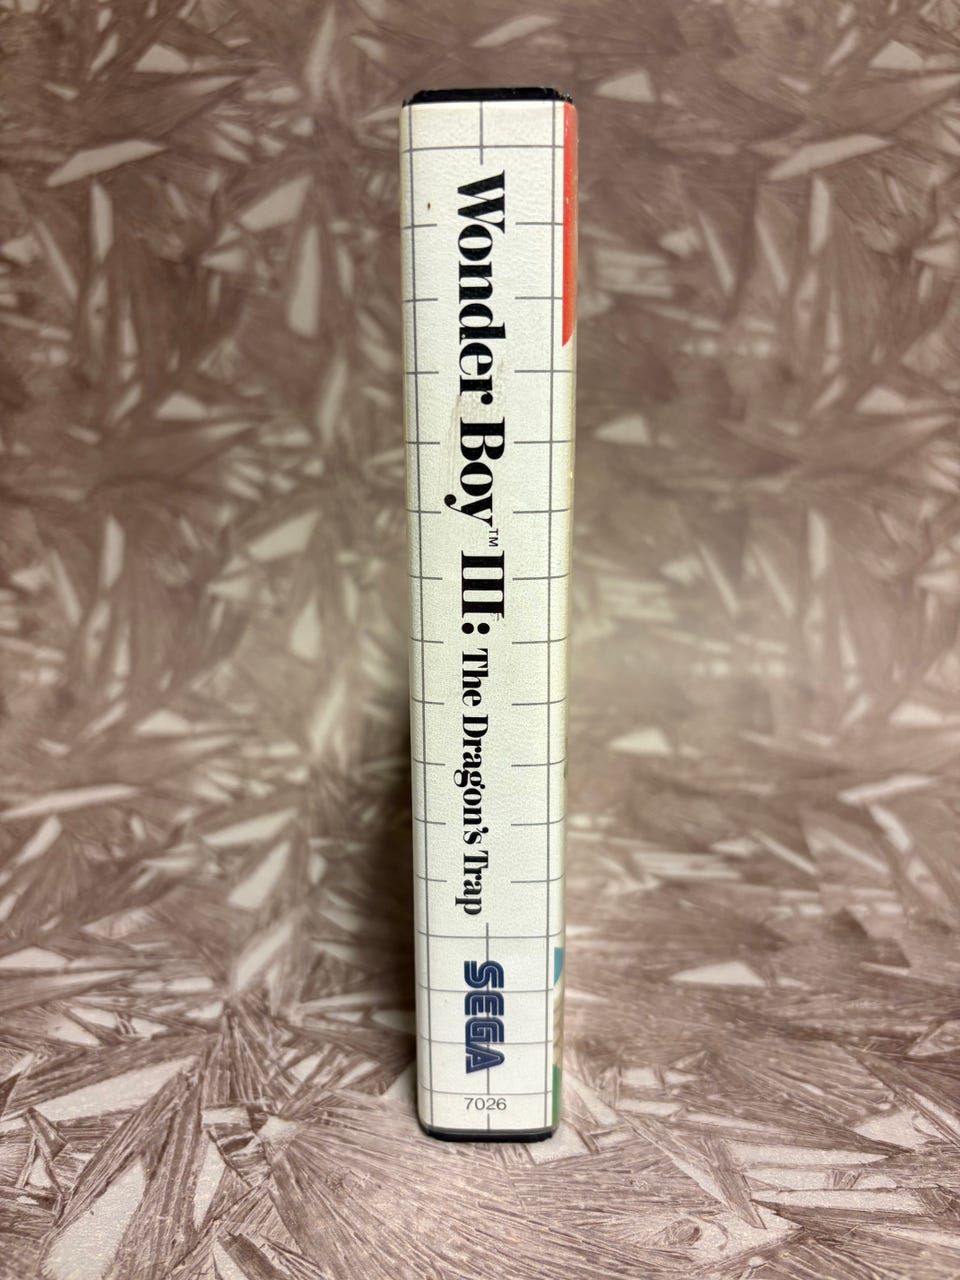 Wonder Boy™ III: The Dragon's Trap
SEGA
7026